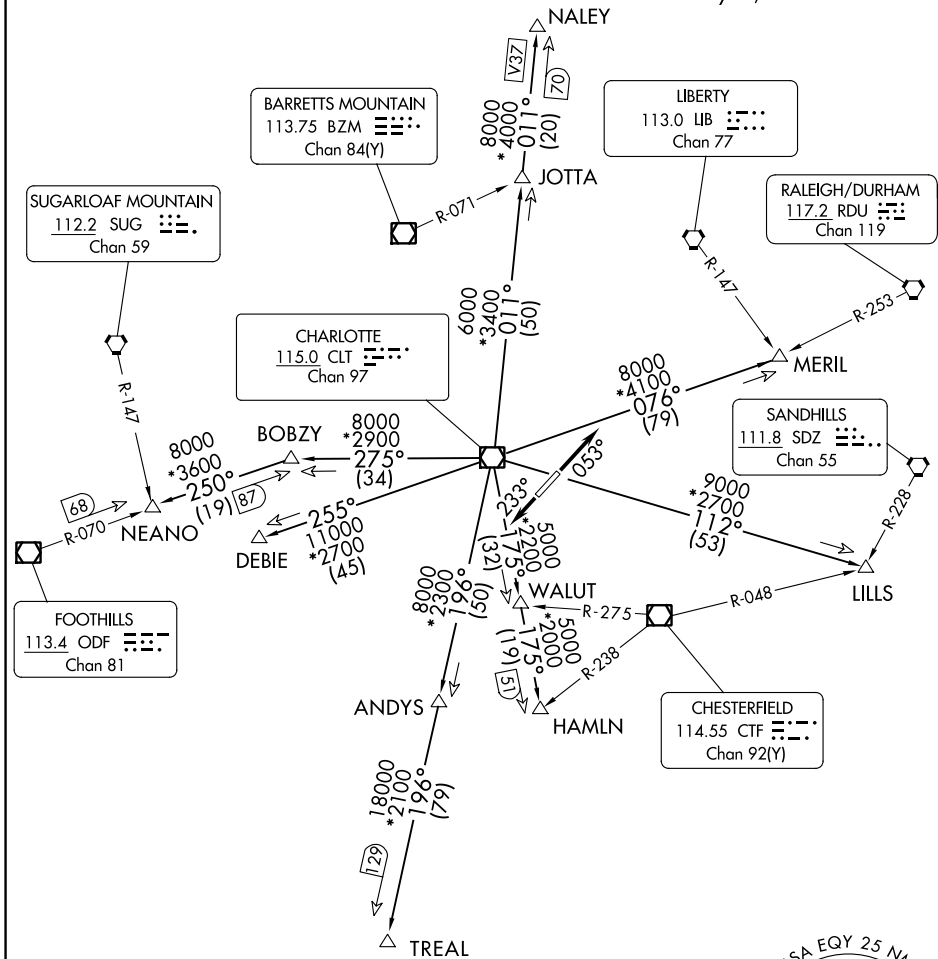 NALEY
V37
70
8000
*4000
011°
(20)
BARRETTS MOUNTAIN
113.75 BZM
Chan 84(Y)
LIBERTY
113.0 LIB
Chan 77
JOTTA
R-071
RALEIGH/DURHAM
117.2 RDU
Chan 119
SUGARLOAF MOUNTAIN
112.2 SUG
Chan 59
R-147
R-253
6000
*3400
011°
(50)
CHARLOTTE
115.0 CLT
Chan 97
MERIL
8000
*4100
076°
(79)
R-147
SANDHILLS
111.8 SDZ
Chan 55
BOBZY
8000
*2900
275°
(34)
8000
*3600
250°
(19)
87
053°
233°
68
R-070
NEANO
255°
11000
*2700
(45)
DEBIE
9000
*2700
112°
(53)
R-228
5000
*2200
175°
(32)
WALUT
R-275
R-048
LILLS
FOOTHILLS
113.4 ODF
Chan 81
8000
*2300
196°
(50)
5000
*2000
175°
(19)
51
R-238
ANDYS
HAMLN
CHESTERFIELD
114.55 CTF
Chan 92(Y)
18000
*2100
196°
(79)
129
TREAL
SA EQY 25 N